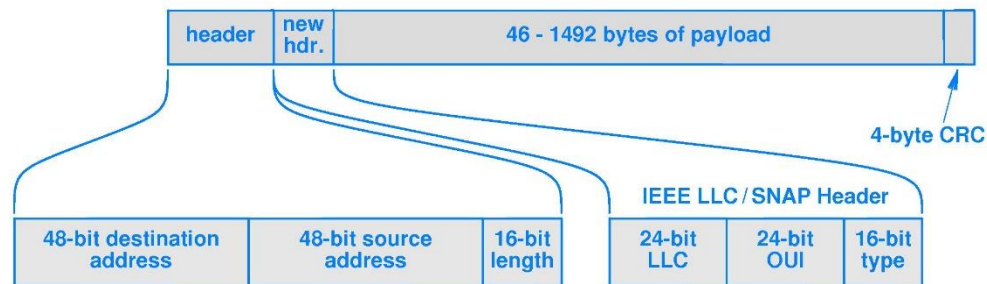 header
new
hdr.
46 - 1492 bytes of payload
4-byte CRC
IEEE LLC / SNAP Header
48-bit destination
address
48-bit source
address
16-bit
length
24-bit
LLC
24-bit
OUI
16-bit
type